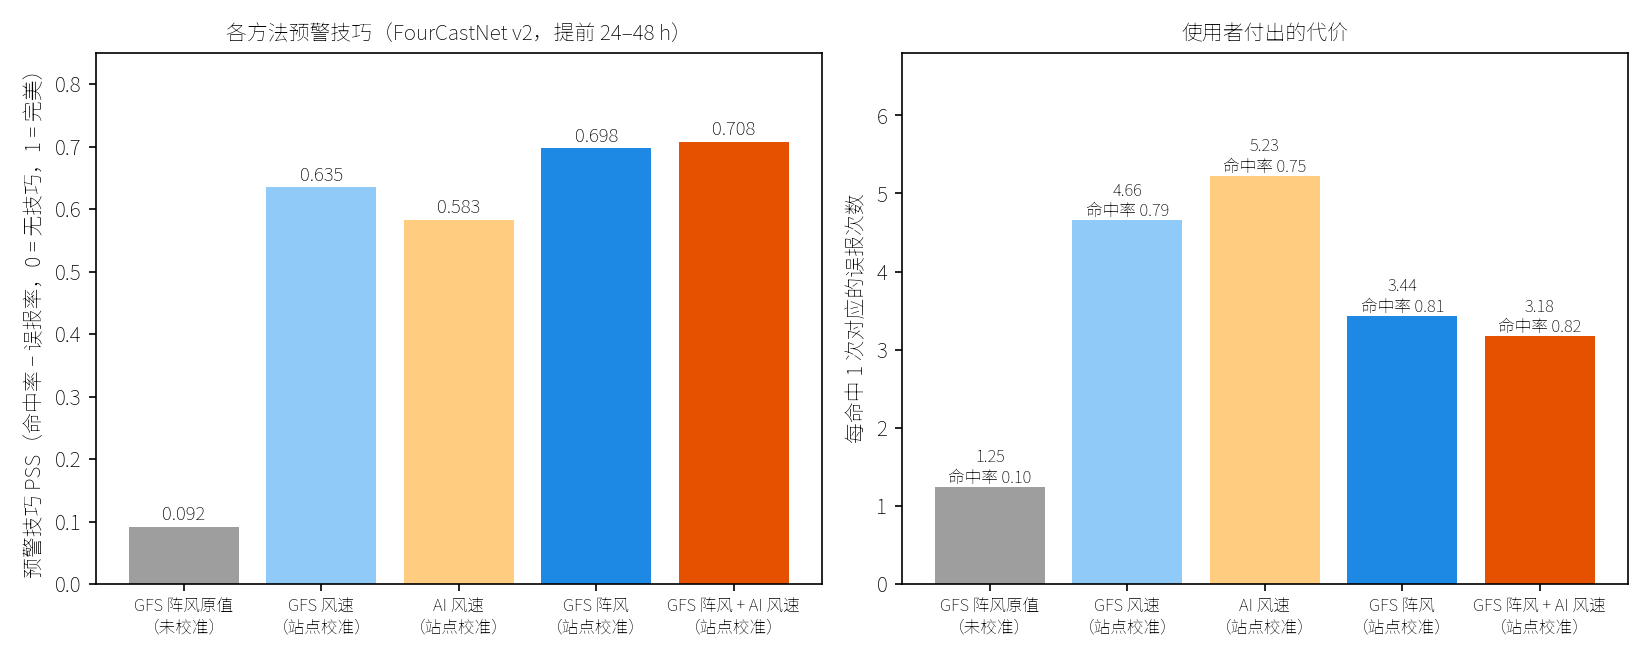 各方法预警技巧（FourCastNet v2，提前 24–48 h）
预警技巧 PSS （命中率 − 误报率， 0 = 无技巧， 1 = 完美）
0.8
0.7
0.6
0.5
0.4
0.3
0.2
0.1
0.0
0.092
0.635
0.583
0.698
0.708
GFS 阵风原值
（未校准）
GFS 风速
（站点校准）
AI 风速
（站点校准）
GFS 阵风
（站点校准）
GFS 阵风 + AI 风速
（站点校准）
使用者付出的代价
每命中 1 次对应的误报次数
6
5
4
3
2
1
0
1.25
命中率 0.10
4.66
命中率 0.79
5.23
命中率 0.75
3.44
命中率 0.81
3.18
命中率 0.82
GFS 阵风原值
（未校准）
GFS 风速
（站点校准）
AI 风速
（站点校准）
GFS 阵风
（站点校准）
GFS 阵风 + AI 风速
（站点校准）